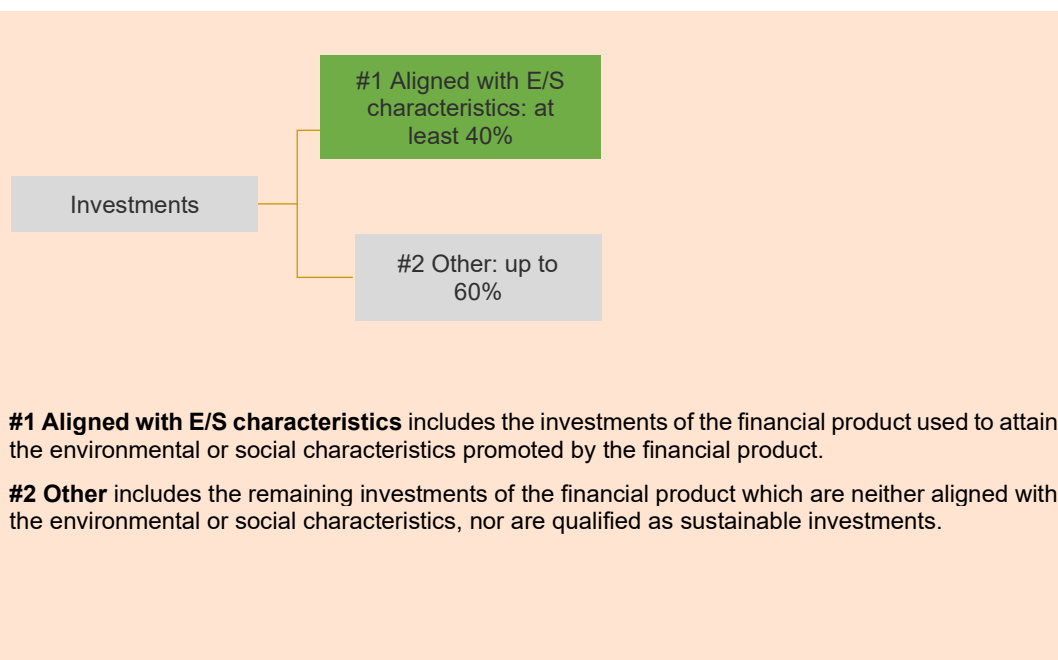 #1 Aligned with E/S
characteristics: at
least 40%
Investments
#2 Other: up to
60%
#1 Aligned with E/S characteristics includes the investments of the financial product used to attain
the environmental or social characteristics promoted by the financial product.
#2 Other includes the remaining investments of the financial product which are neither aligned with
the environmental or social characteristics, nor are qualified as sustainable investments.